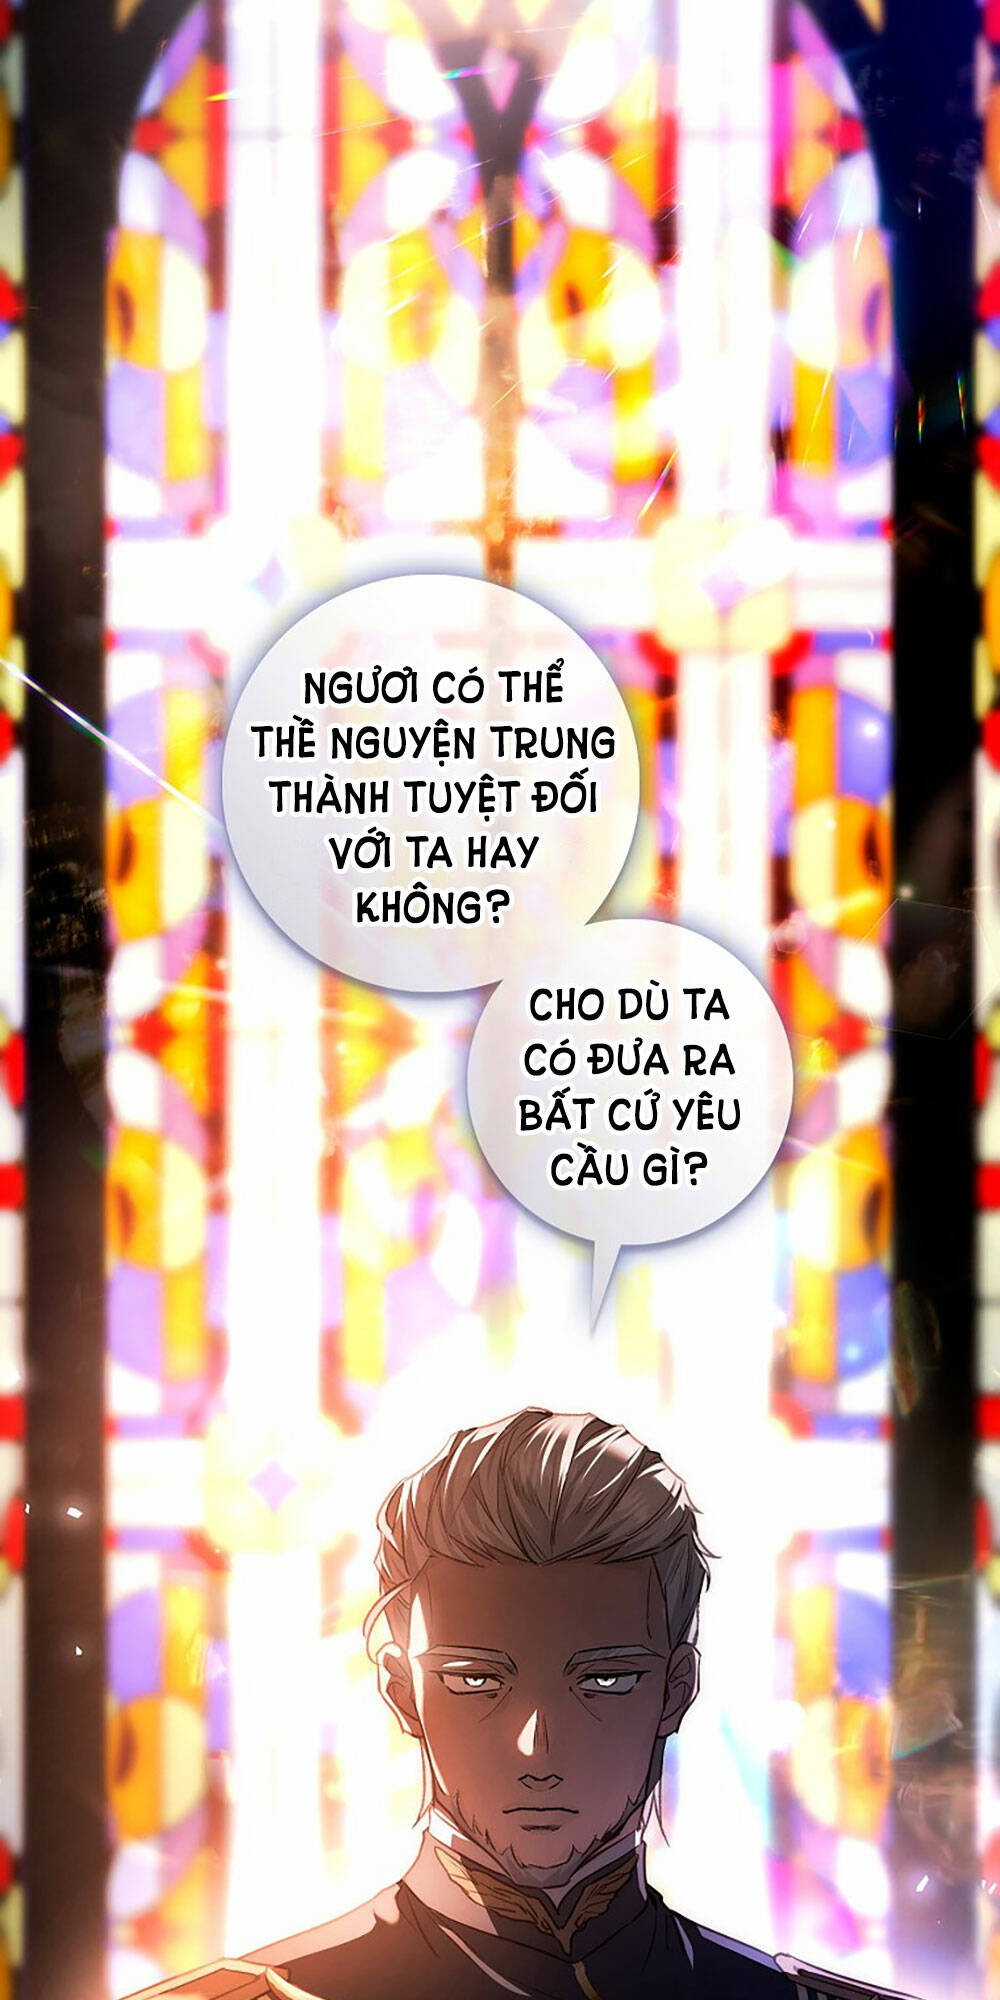 NGƯƠI CÓ THỂ
THỀ NGUYỆN TRUNG
THÀNH TUYỆT ĐỐI
VỚI TA HAY
KHÔNG?
CHO DÙ TA
CÓ ĐƯA RA
BẤT CỨ YÊU
CẦU GÌ?